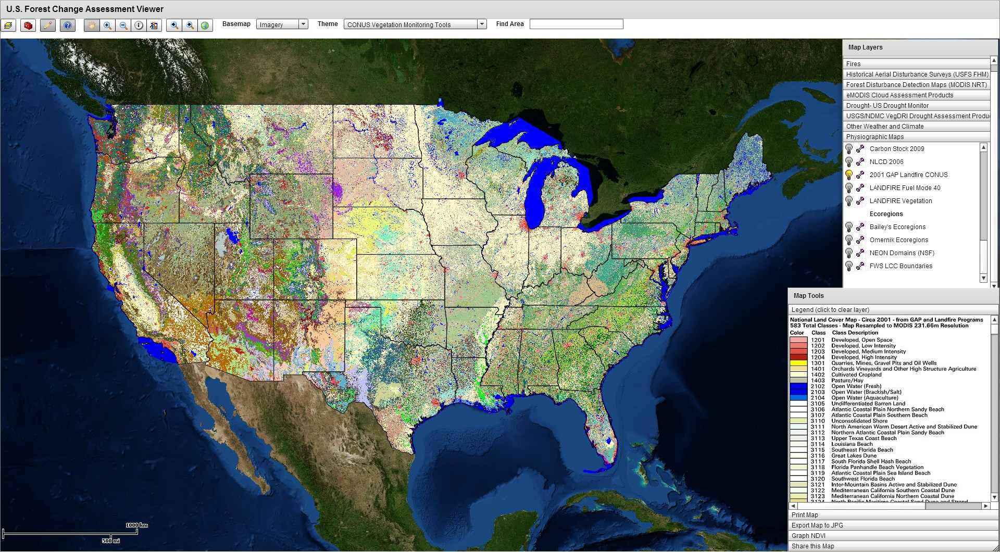 U.S. Forest Change Assessment Viewer
Basemap Imagery Theme CONUS Vegetation Monitoring Tools Find Area
Map Layers
Fires
Historical Aerial Disturbance Surveys (USFS FHM)
Forest Disturbance Detection Maps (MODIS NRT)
eMODIS Cloud Assessment Products
Drought- US Drought Monitor
USGS/NDMC VegDRI Drought Assessment Produ
Other Weather and Climate
Physiographic Maps
Carbon Stock 2009
NLCD 2006
2001 GAP Landfire CONUS
LANDFIRE Fuel Mode 40
LANDFIRE Vegetation
Ecoregions
Bailey's Ecoregions
Omernik Ecoregions
NEON Domains (NSF)
FWS LCC Boundaries
Map Tools
Legend (click to clear layer)
National Land Cover Map - Circa 2001 - from GAP and Landfire Programs
583 Total Classes - Map Resampled to MODIS 231.66m Resolution
Color Class Class Description
1201 Developed, Open Space
1202 Developed, Low Intensity
1203 Developed, Medium Intensity
1204 Developed, High Intensity
1301 Quarries, Mines, Gravel Pits and Oil Wells
1401 Orchards Vineyards and Other High Structure Agriculture
1402 Cultivated Cropland
1403 Pasture/Hay
2102 Open Water (Fresh)
2103 Open Water (Brackish/Salt)
2104 Open Water (Aquaculture)
3105 Undifferentiated Barren Land
3106 Atlantic Coastal Plain Northern Sandy Beach
3107 Atlantic Coastal Plain Southern Beach
3110 Unconsolidated Shore
3111 North American Warm Desert Active and Stabilized Dune
3112 Northern Atlantic Coastal Plain Sandy Beach
3113 Upper Texas Coast Beach
3114 Louisiana Beach
3115 Southeast Florida Beach
3116 Great Lakes Dune
3117 South Florida Shell Hash Beach
3118 Florida Panhandle Beach Vegetation
3119 Atlantic Coastal Plain Sea Island Beach
3120 Southwest Florida Beach
3121 Inter-Mountain Basins Active and Stabilized Dune
3122 Mediterranean California Southern Coastal Dune
3123 Mediterranean California Northern Coastal Dune
3124 North Pacific Maritime Coastal Sand Dune and Strand
Print Map
Export Map to JPG
Graph NDVI
Share this Map
1000 km
500 mi